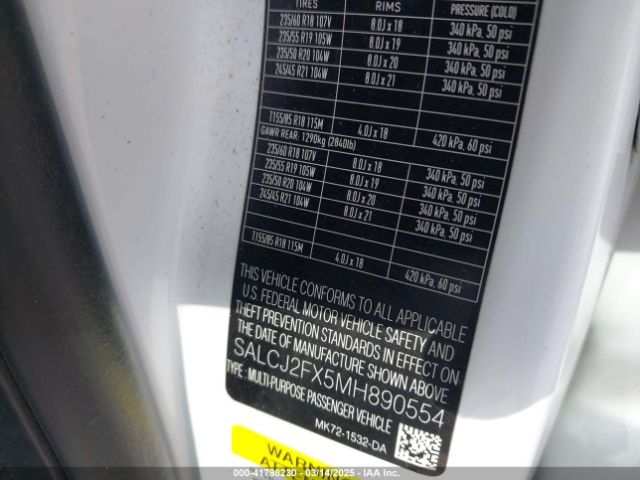 TIRES RIMS PRESSURE (COLD)
235/60 R18 107V 8.0J x 18 340 kPa, 50 psi
235/55 R19 105W 8.0J x 19 340 kPa, 50 psi
235/50 R20 104W 8.0J x 20 340 kPa, 50 psi
245/45 R21 104W 8.0J x 21 340 kPa, 50 psi
T155/85 R18 115M 4.0J x 18 420 kPa, 60 psi
GAWR REAR: 1290kg (2840lb)
235/60 R18 107V 8.0J x 18 340 kPa, 50 psi
235/55 R19 105W 8.0J x 19 340 kPa, 50 psi
235/50 R20 104W 8.0J x 20 340 kPa, 50 psi
245/45 R21 104W 8.0J x 21 340 kPa, 50 psi
T155/85 R18 115M 4.0J x 18 420 kPa, 60 psi
THIS VEHICLE CONFORMS TO ALL APPLICABLE
U.S. FEDERAL MOTOR VEHICLE SAFETY AND
THEFT PREVENTION STANDARDS IN EFFECT ON
THE DATE OF MANUFACTURE SHOWN ABOVE
SALCJ2FX5MH890554
TYPE: MULTI-PURPOSE PASSENGER VEHICLE
MK72-1532-DA
WARNING
000-41798230 - 03/14/2025 - IAAI.COM